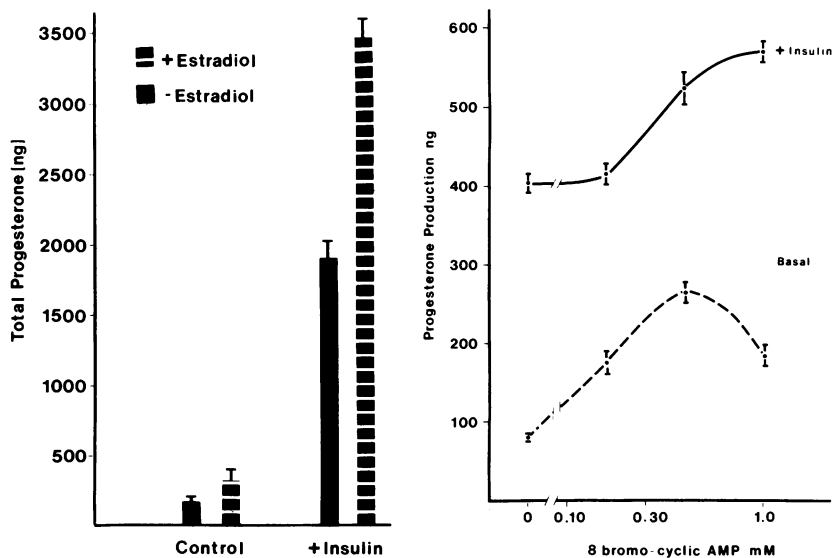 3500
3000
2500
2000
1500
1000
500
Total Progesterone [ng]
+ Estradiol
- Estradiol
Control
+ Insulin
600
500
400
300
200
100
Progesterone Production ng
+ Insulin
Basal
0
0.10
0.30
1.0
8 bromo-cyclic AMP mM